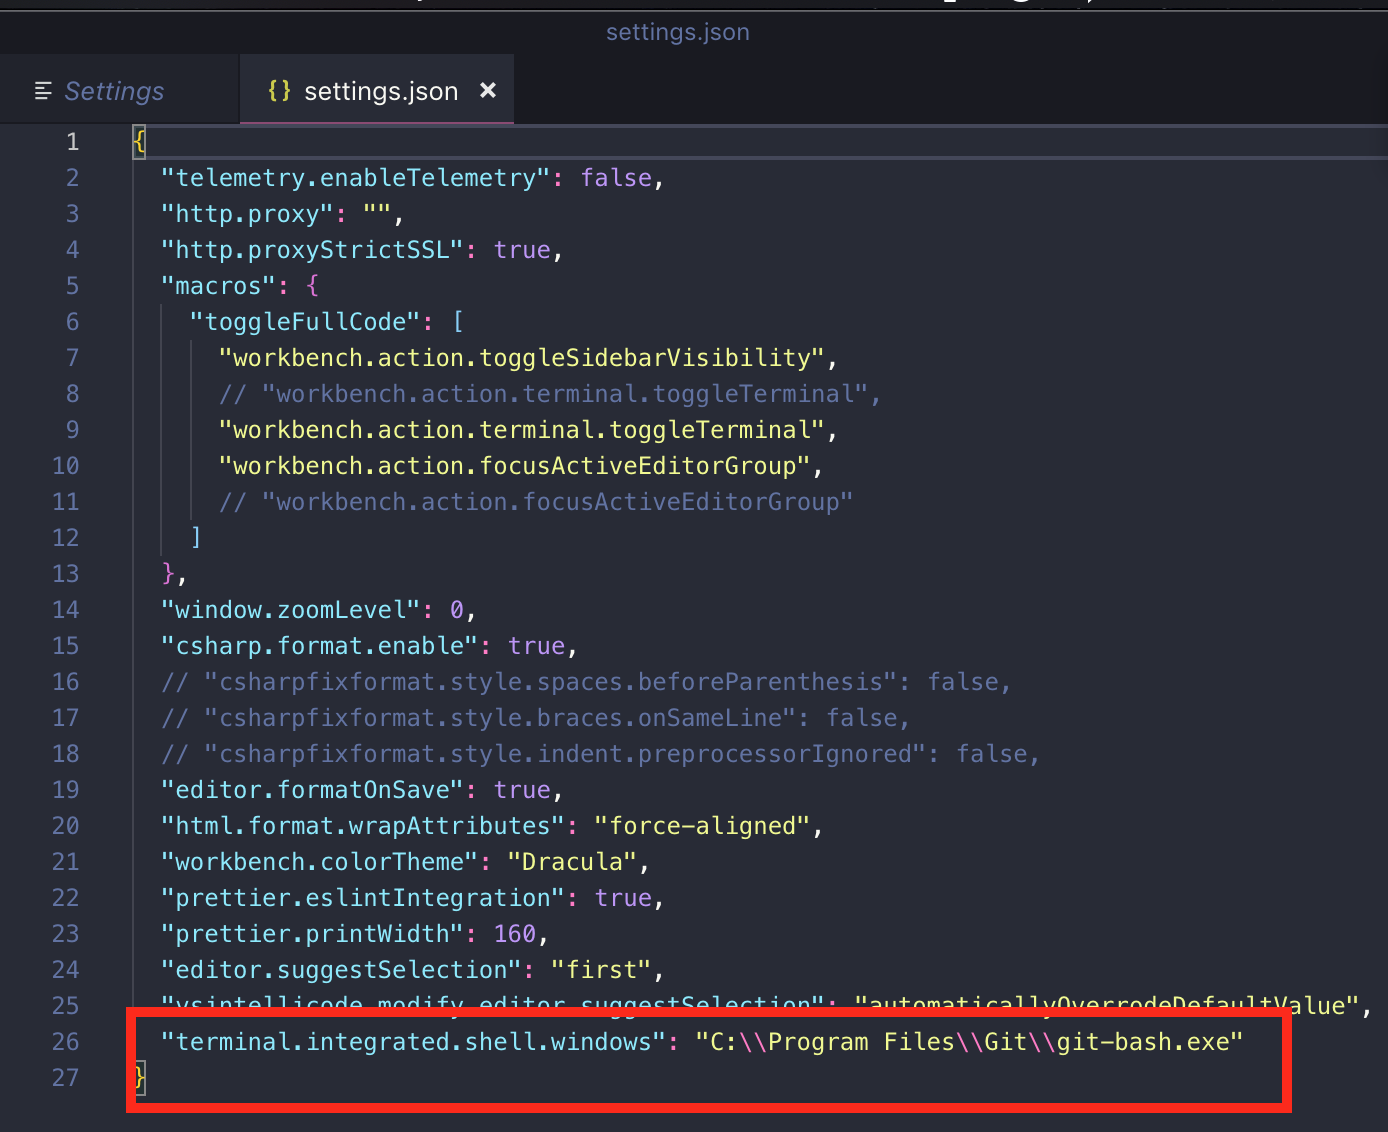 settings.json
Settings
{} settings.json ×
1 {
2 "telemetry.enableTelemetry": false,
3 "http.proxy": "",
4 "http.proxyStrictSSL": true,
5 "macros": {
6 "toggleFullCode": [
7 "workbench.action.toggleSidebarVisibility",
8 // "workbench.action.terminal.toggleTerminal",
9 "workbench.action.terminal.toggleTerminal",
10 "workbench.action.focusActiveEditorGroup",
11 // "workbench.action.focusActiveEditorGroup"
12 ]
13 },
14 "window.zoomLevel": 0,
15 "csharp.format.enable": true,
16 // "csharpfixformat.style.spaces.beforeParenthesis": false,
17 // "csharpfixformat.style.braces.onSameLine": false,
18 // "csharpfixformat.style.indent.preprocessorIgnored": false,
19 "editor.formatOnSave": true,
20 "html.format.wrapAttributes": "force-aligned",
21 "workbench.colorTheme": "Dracula",
22 "prettier.eslintIntegration": true,
23 "prettier.printWidth": 160,
24 "editor.suggestSelection": "first",
25 "vsintellicode.modify.editor.suggestSelection": "automaticallyOverrodeDefaultValue",
26 "terminal.integrated.shell.windows": "C:\\Program Files\\Git\\git-bash.exe"
27 }